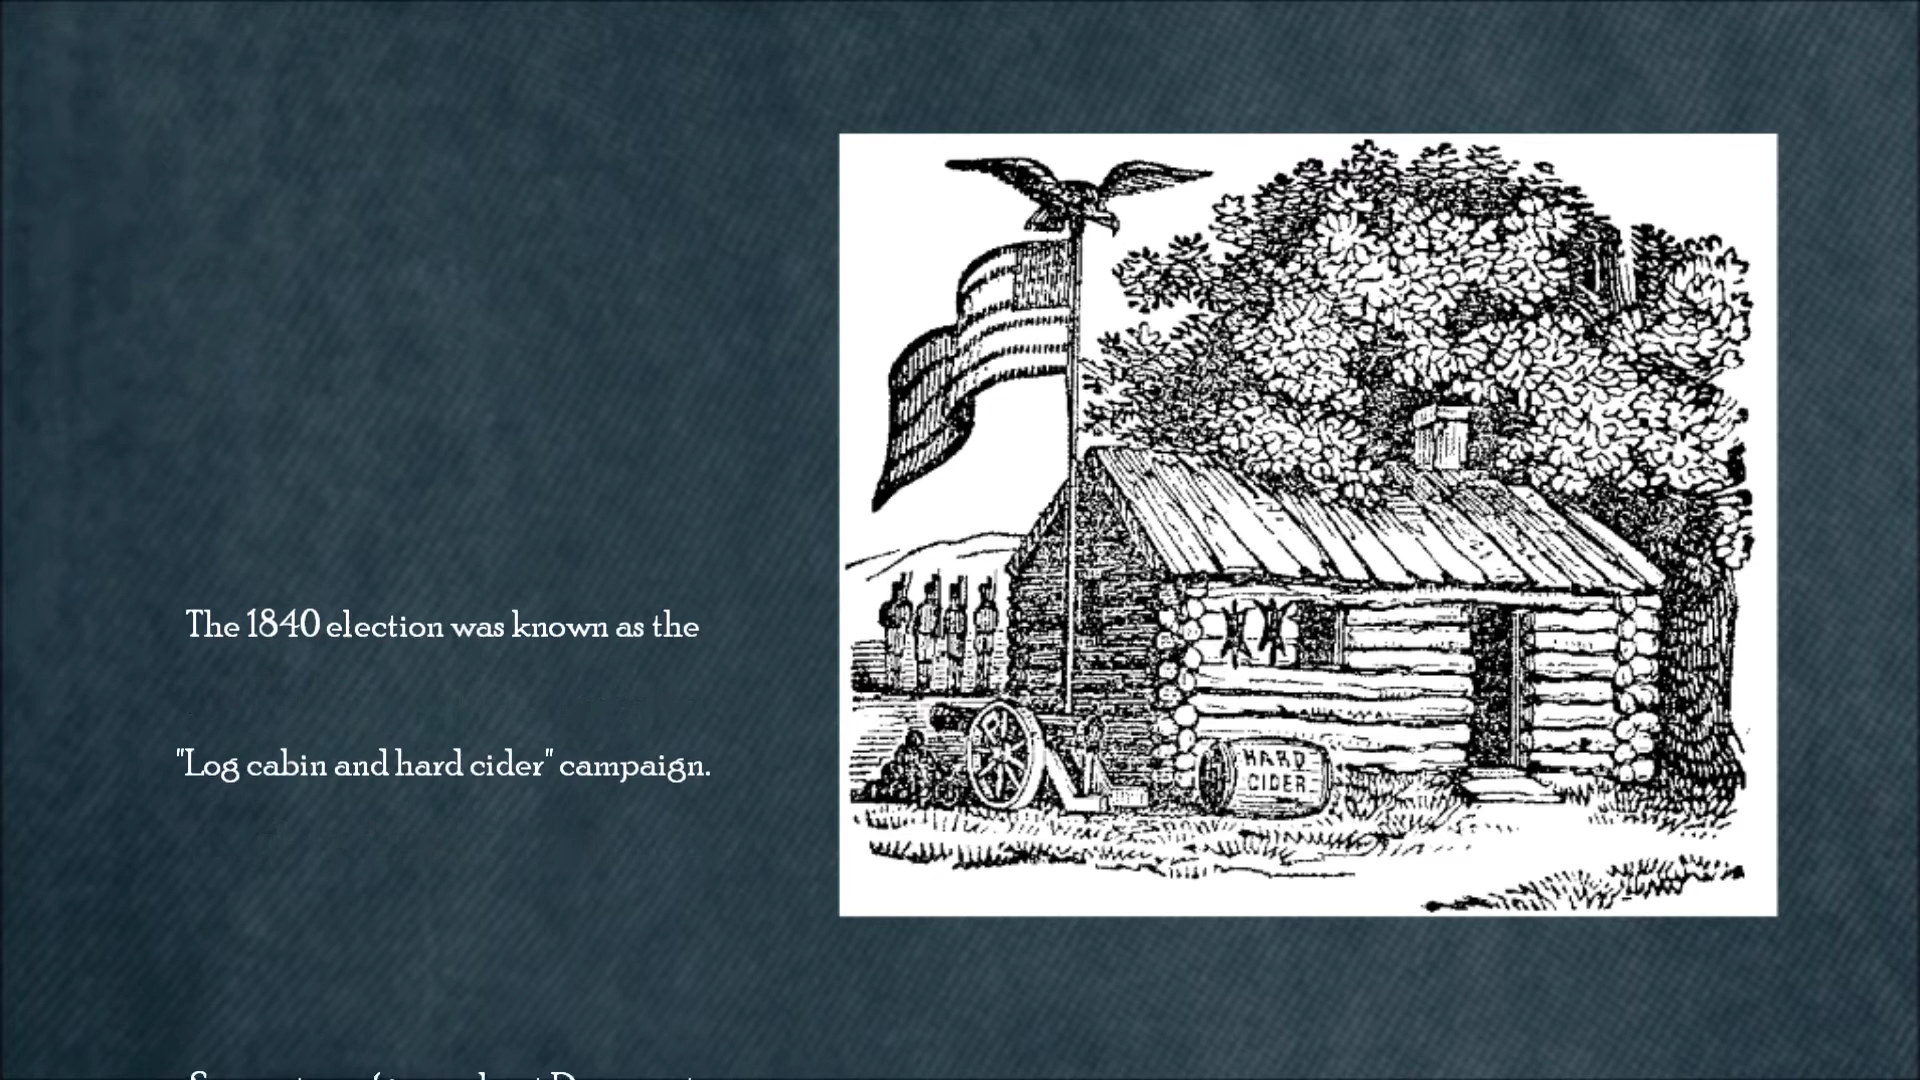 The 1840 election was known as the
"Log cabin and hard cider" campaign.
HARD
CIDER